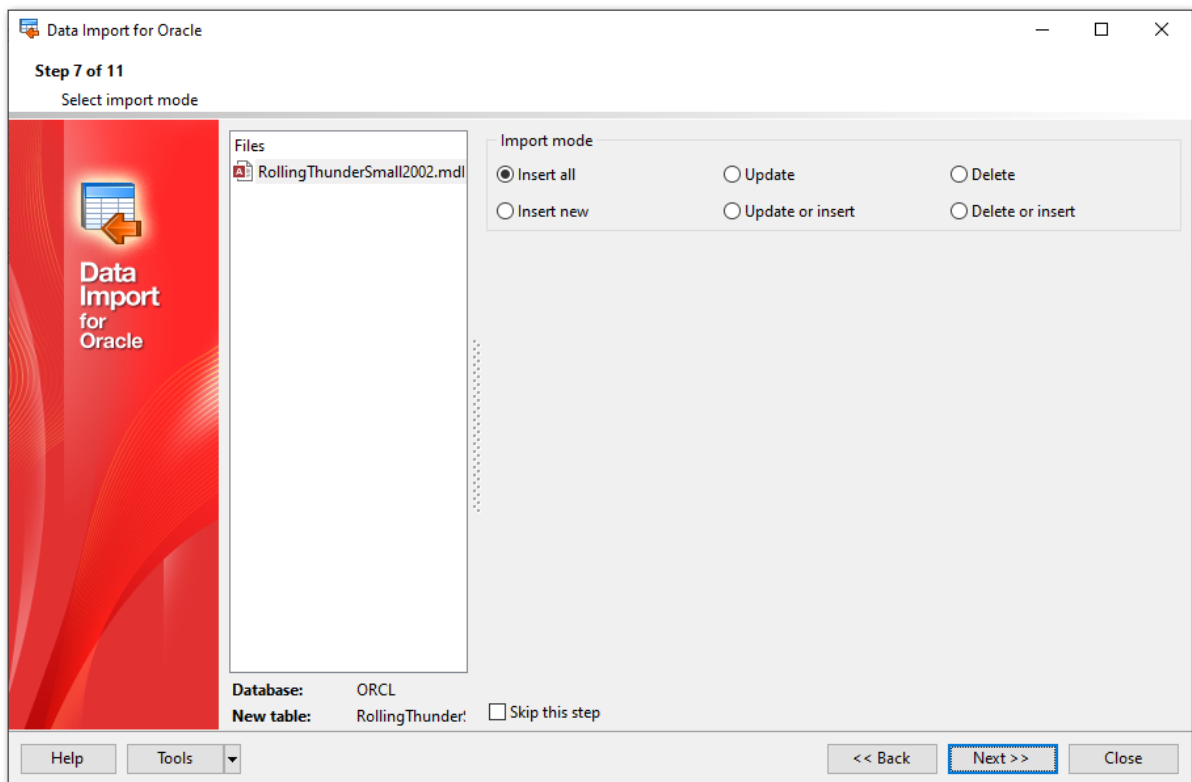 Data Import for Oracle
Step 7 of 11
Select import mode
Data
Import
for
Oracle
Files
RollingThunderSmall2002.mdl
Import mode
Insert all
Update
Delete
Insert new
Update or insert
Delete or insert
Database: ORCL
New table: RollingThunder
Skip this step
Help
Tools
<< Back
Next >>
Close